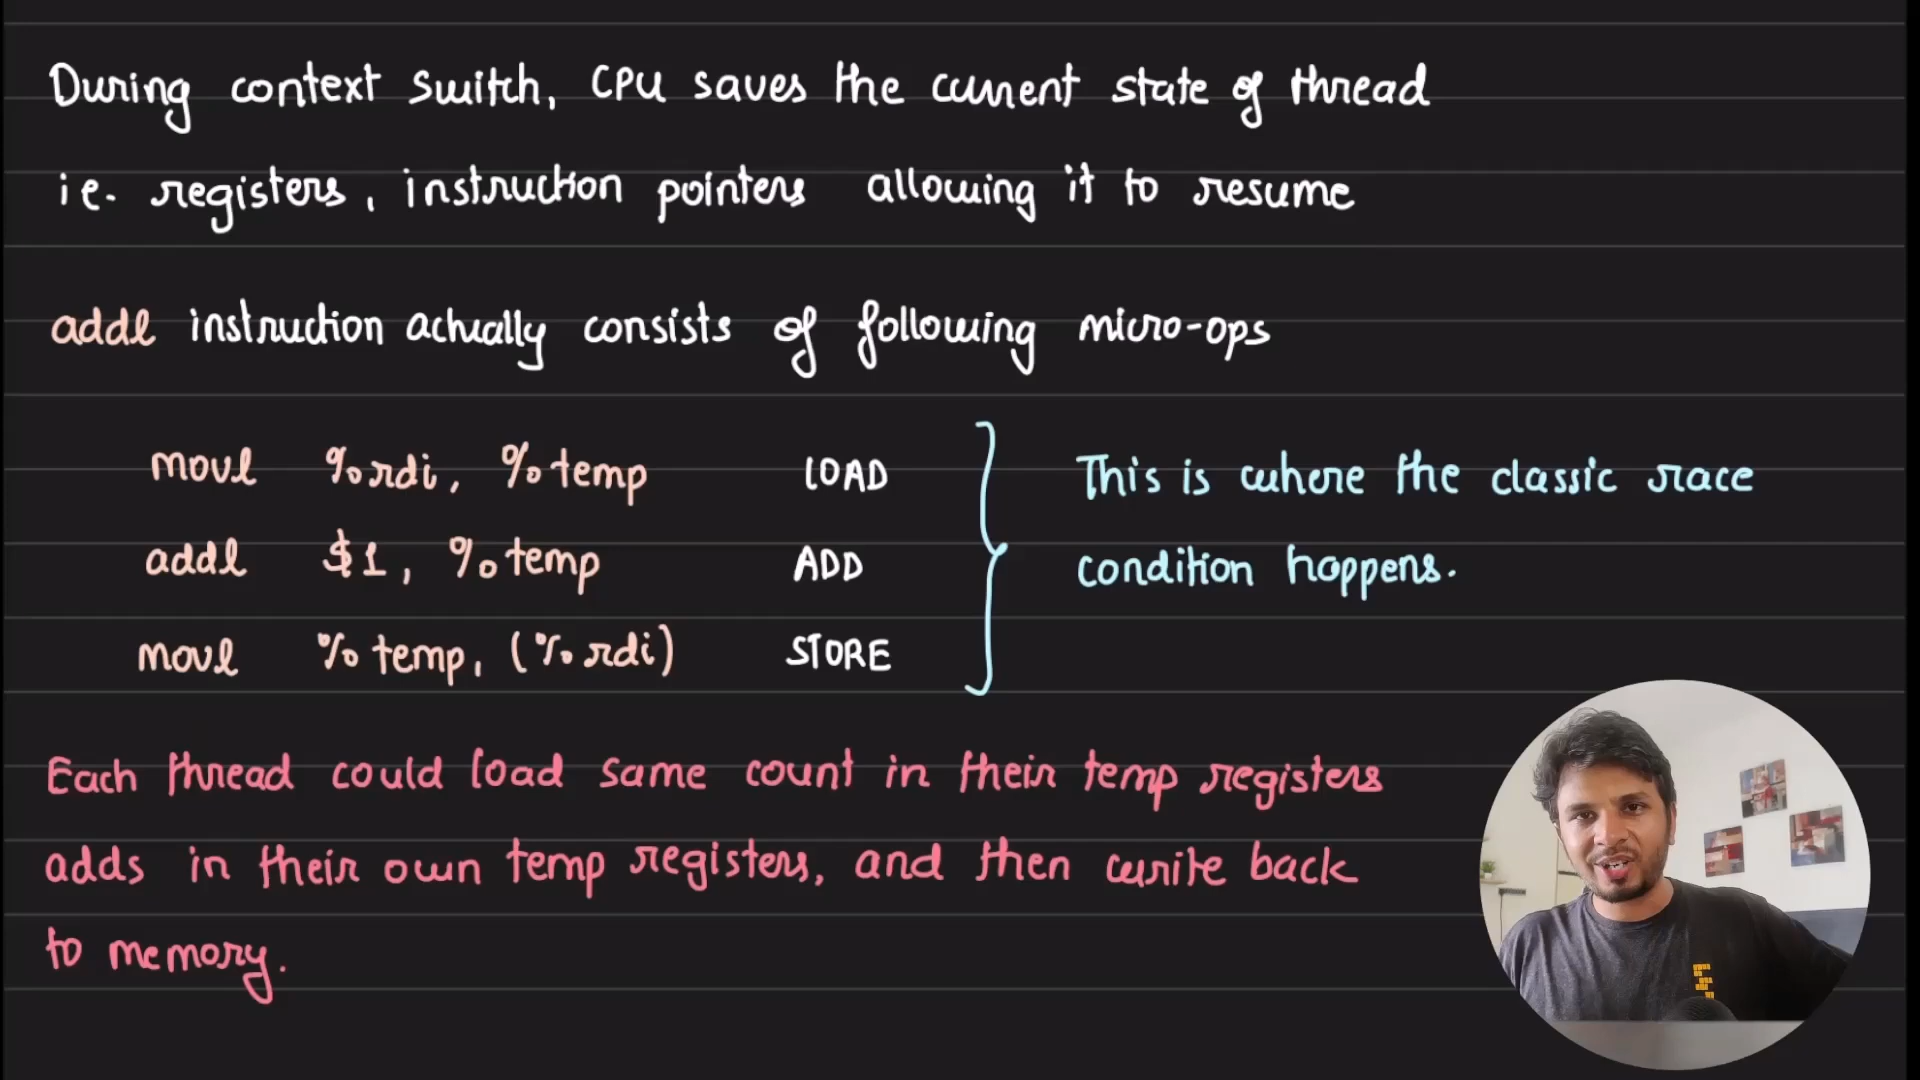 During context switch, CPU saves the current state of thread
ie. registers, instruction pointers allowing it to resume
addl instruction actually consists of following micro-ops
movl %rdi, %temp LOAD
addl $1, %temp ADD
movl %temp, (%rdi) STORE
This is where the classic race
condition happens.
Each thread could load same count in their temp registers
adds in their own temp registers, and then write back
to memory.